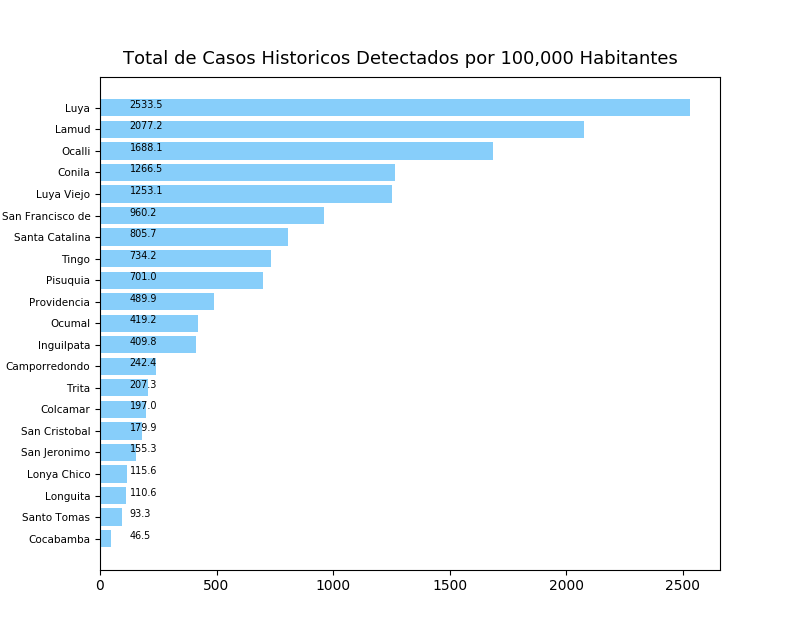 Total de Casos Historicos Detectados por 100,000 Habitantes
Luya 2533.5
Lamud 2077.2
Ocalli 1688.1
Conila 1266.5
Luya Viejo 1253.1
San Francisco de 960.2
Santa Catalina 805.7
Tingo 734.2
Pisuquia 701.0
Providencia 489.9
Ocumal 419.2
Inguilpata 409.8
Camporredondo 242.4
Trita 207.3
Colcamar 197.0
San Cristobal 179.9
San Jeronimo 155.3
Lonya Chico 115.6
Longuita 110.6
Santo Tomas 93.3
Cocabamba 46.5
0 500 1000 1500 2000 2500